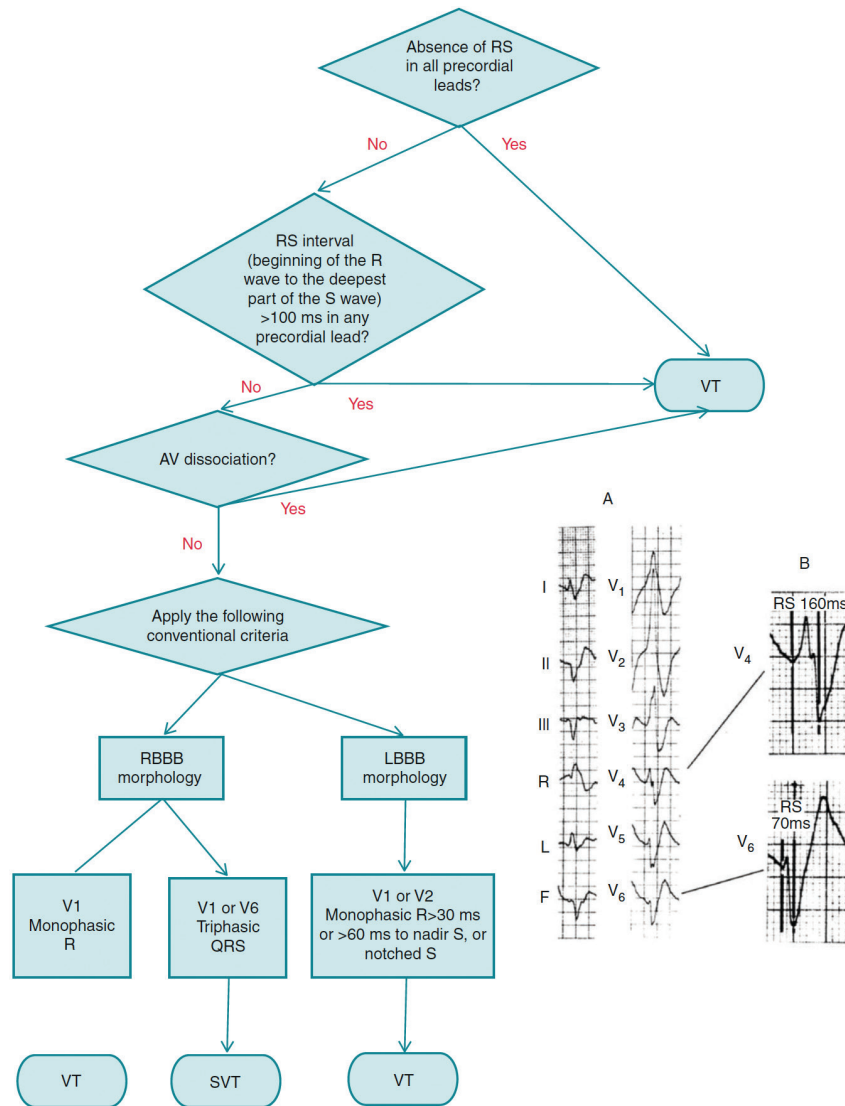 Absence of RS
in all precordial
leads?
No
Yes
RS interval
(beginning of the R
wave to the deepest
part of the S wave)
>100 ms in any
precordial lead?
No
Yes
VT
AV dissociation?
Yes
No
Apply the following
conventional criteria
RBBB
morphology
LBBB
morphology
V1
Monophasic
R
V1 or V6
Triphasic
QRS
V1 or V2
Monophasic R>30 ms
or >60 ms to nadir S, or
notched S
VT
SVT
VT
A
I
II
III
R
L
F
V1
V2
V3
V4
V5
V6
B
RS 160ms
V4
RS
70ms
V6